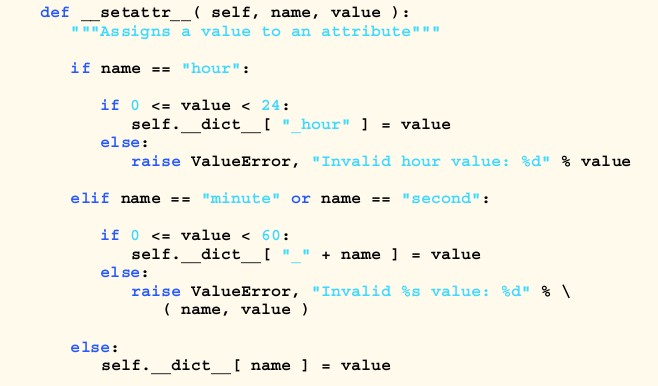 def __setattr__( self, name, value ):
"""Assigns a value to an attribute"""
if name == "hour":
if 0 <= value < 24:
self.__dict__[ "_hour" ] = value
else:
raise ValueError, "Invalid hour value: %d" % value
elif name == "minute" or name == "second":
if 0 <= value < 60:
self.__dict__[ "_" + name ] = value
else:
raise ValueError, "Invalid %s value: %d" % \
( name, value )
else:
self.__dict__[ name ] = value